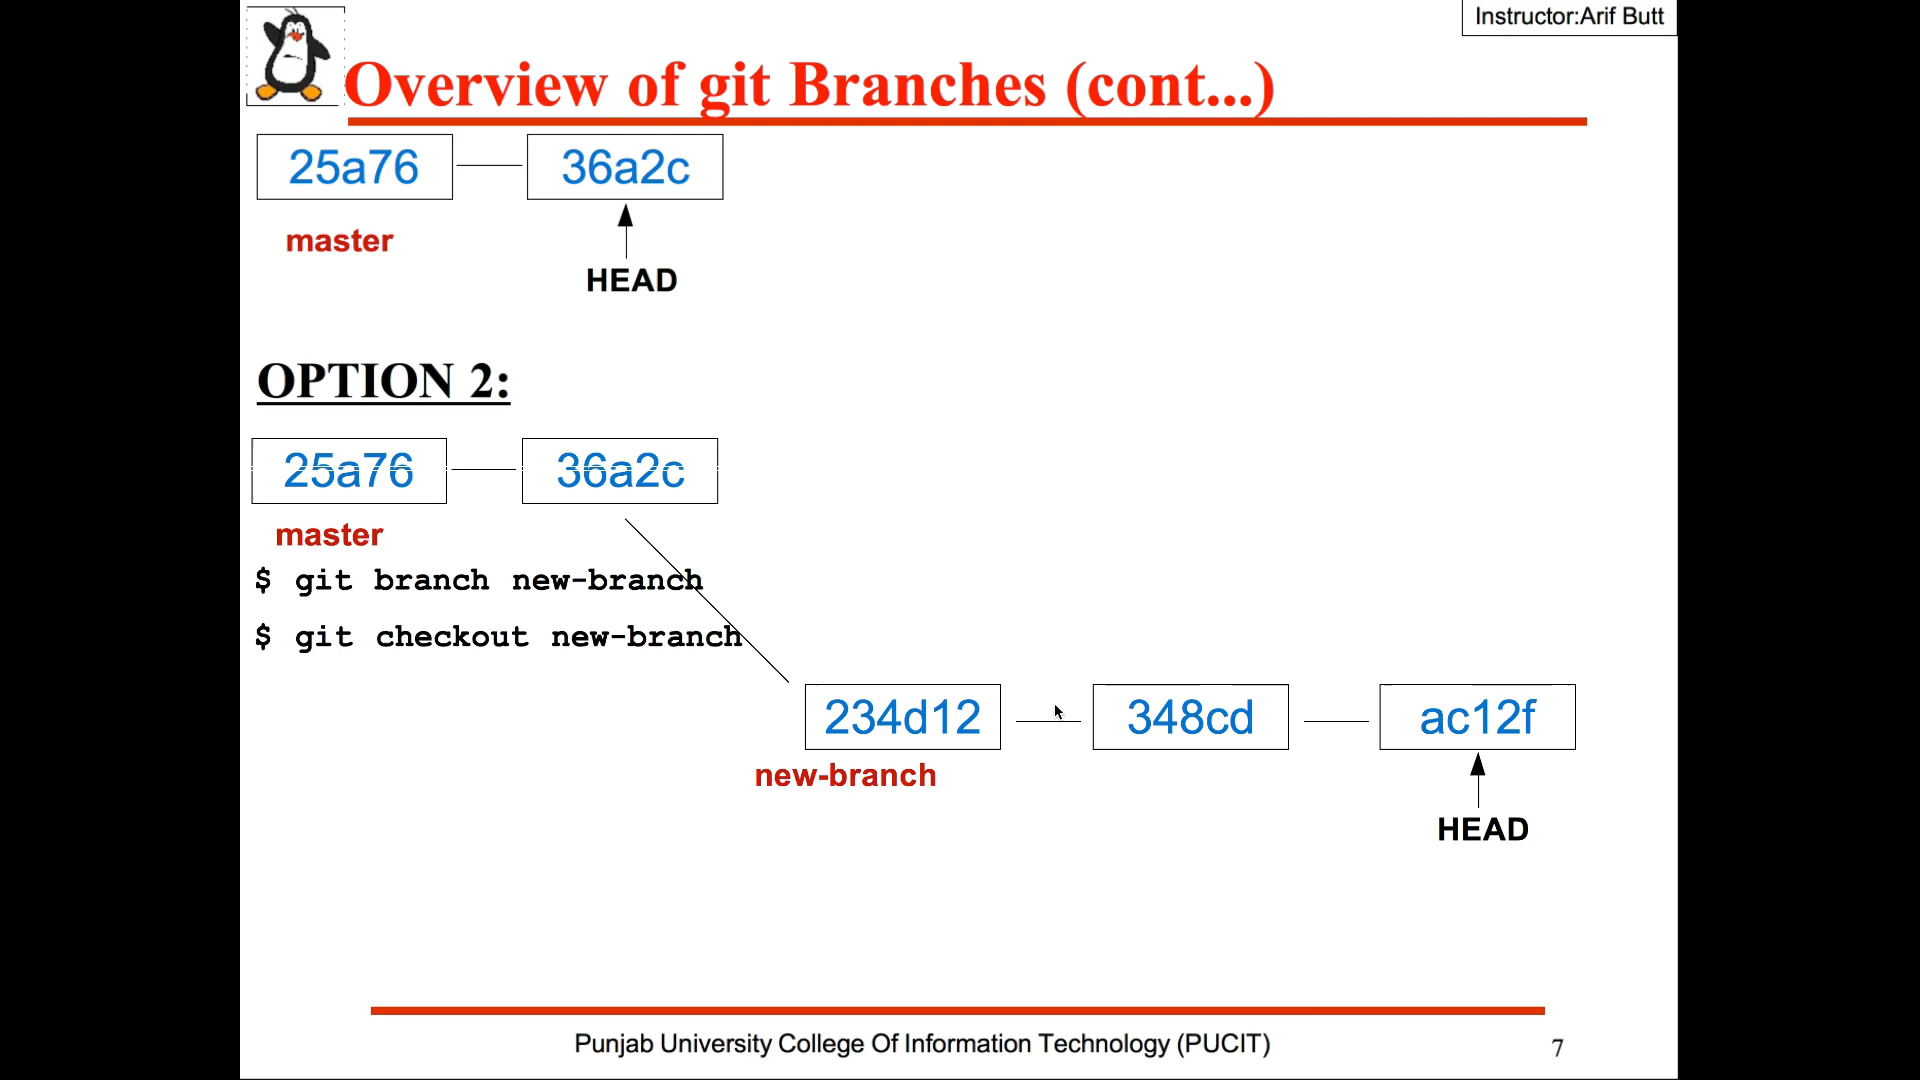 Instructor:Arif Butt
Overview of git Branches (cont...)
25a76 36a2c
master
HEAD
OPTION 2:
25a76 36a2c
master
$ git branch new-branch
$ git checkout new-branch
234d12 348cd ac12f
new-branch
HEAD
Punjab University College Of Information Technology (PUCIT) 7